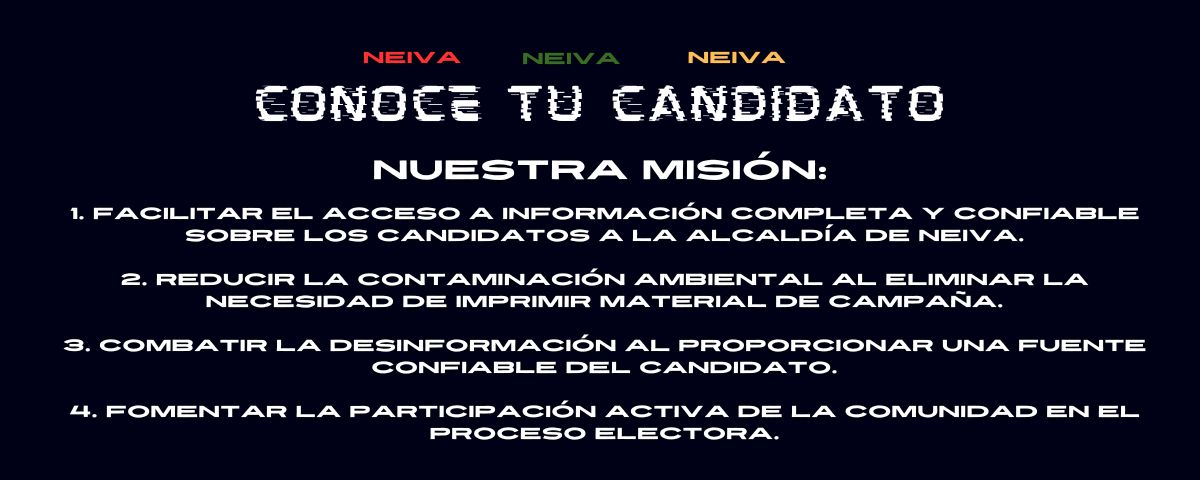 NEIVA NEIVA NEIVA
CONOCE TU CANDIDATO
NUESTRA MISIÓN:
1. FACILITAR EL ACCESO A INFORMACIÓN COMPLETA Y CONFIABLE
SOBRE LOS CANDIDATOS A LA ALCALDÍA DE NEIVA.
2. REDUCIR LA CONTAMINACIÓN AMBIENTAL AL ELIMINAR LA
NECESIDAD DE IMPRIMIR MATERIAL DE CAMPAÑA.
3. COMBATIR LA DESINFORMACIÓN AL PROPORCIONAR UNA FUENTE
CONFIABLE DEL CANDIDATO.
4. FOMENTAR LA PARTICIPACIÓN ACTIVA DE LA COMUNIDAD EN EL
PROCESO ELECTORA.